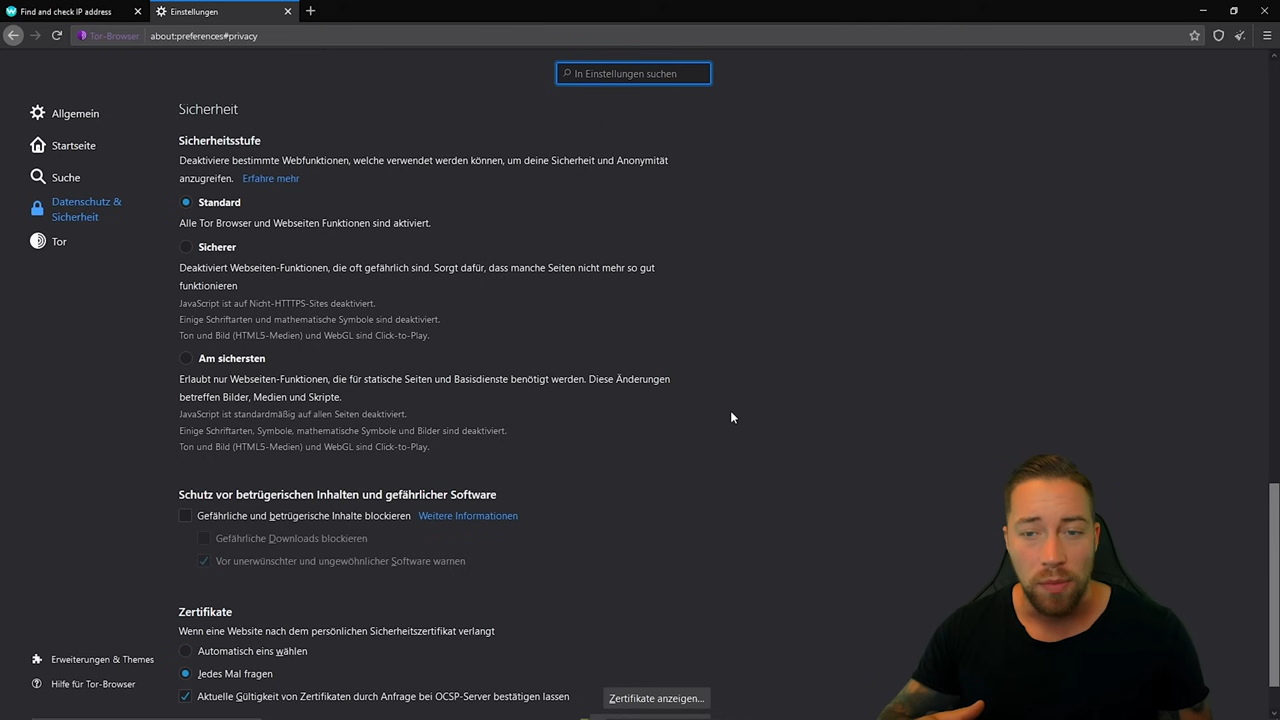 Find and check IP address
Einstellungen
Tor-Browser
about:preferences#privacy
In Einstellungen suchen
Allgemein
Startseite
Suche
Datenschutz &
Sicherheit
Tor
Erweiterungen & Themes
Hilfe für Tor-Browser
Sicherheit
Sicherheitsstufe
Deaktiviere bestimmte Webfunktionen, welche verwendet werden können, um deine Sicherheit und Anonymität
anzugreifen. Erfahre mehr
Standard
Alle Tor Browser und Webseiten Funktionen sind aktiviert.
Sicherer
Deaktiviert Webseiten-Funktionen, die oft gefährlich sind. Sorgt dafür, dass manche Seiten nicht mehr so gut
funktionieren
JavaScript ist auf Nicht-HTTPS-Sites deaktiviert.
Einige Schriftarten und mathematische Symbole sind deaktiviert.
Ton und Bild (HTML5-Medien) und WebGL sind Click-to-Play.
Am sichersten
Erlaubt nur Webseiten-Funktionen, die für statische Seiten und Basisdienste benötigt werden. Diese Änderungen
betreffen Bilder, Medien und Skripte.
JavaScript ist standardmäßig auf allen Seiten deaktiviert.
Einige Schriftarten, Symbole, mathematische Symbole und Bilder sind deaktiviert.
Ton und Bild (HTML5-Medien) und WebGL sind Click-to-Play.
Schutz vor betrügerischen Inhalten und gefährlicher Software
Gefährliche und betrügerische Inhalte blockieren Weitere Informationen
Gefährliche Downloads blockieren
Vor unerwünschter und ungewöhnlicher Software warnen
Zertifikate
Wenn eine Website nach dem persönlichen Sicherheitszertifikat verlangt
Automatisch eins wählen
Jedes Mal fragen
Aktuelle Gültigkeit von Zertifikaten durch Anfrage bei OCSP-Server bestätigen lassen
Zertifikate anzeigen...